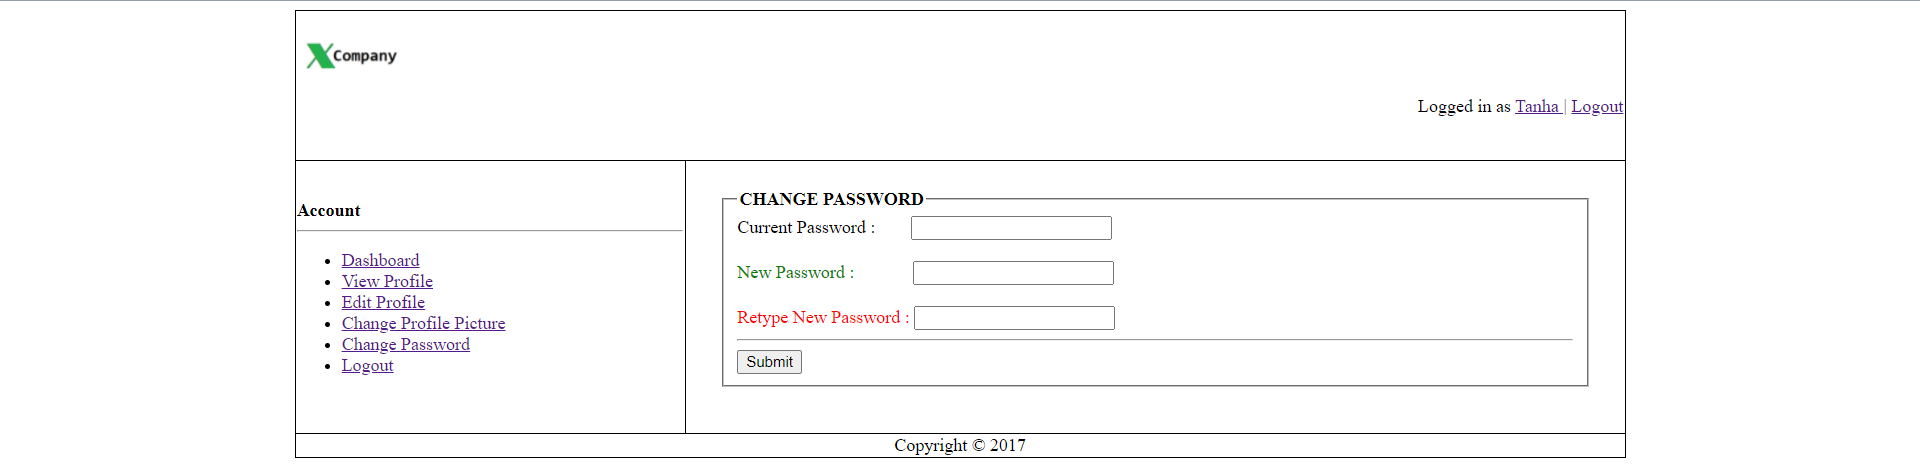 XCompany
Logged in as Tanha | Logout
Account
Dashboard
View Profile
Edit Profile
Change Profile Picture
Change Password
Logout
CHANGE PASSWORD
Current Password :
New Password :
Retype New Password :
Submit
Copyright © 2017